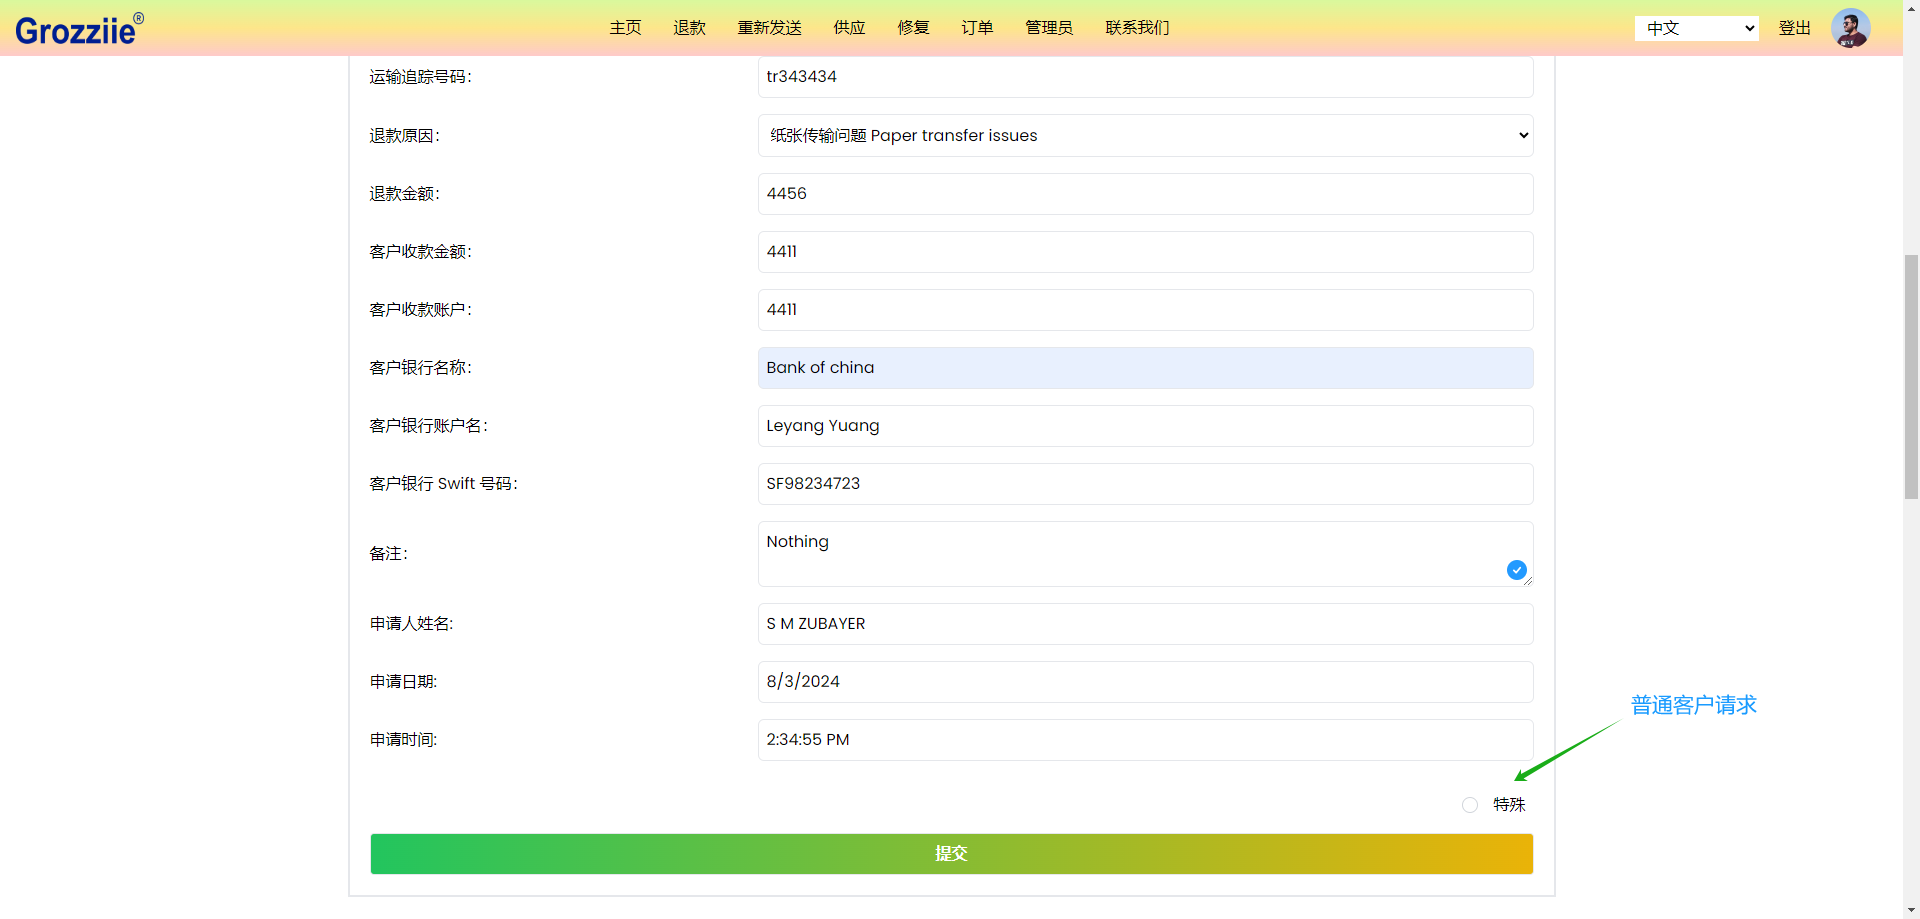 Grozziie®
主页 退款 重新发送 供应 修复 订单 管理员 联系我们
中文 登出
运输追踪号码: tr343434
退款原因: 纸张传输问题 Paper transfer issues
退款金额: 4456
客户收款金额: 4411
客户收款账户: 4411
客户银行名称: Bank of china
客户银行账户名: Leyang Yuang
客户银行 Swift 号码: SF98234723
备注: Nothing
申请人姓名: S M ZUBAYER
申请日期: 8/3/2024
普通客户请求
申请时间: 2:34:55 PM
特殊
提交